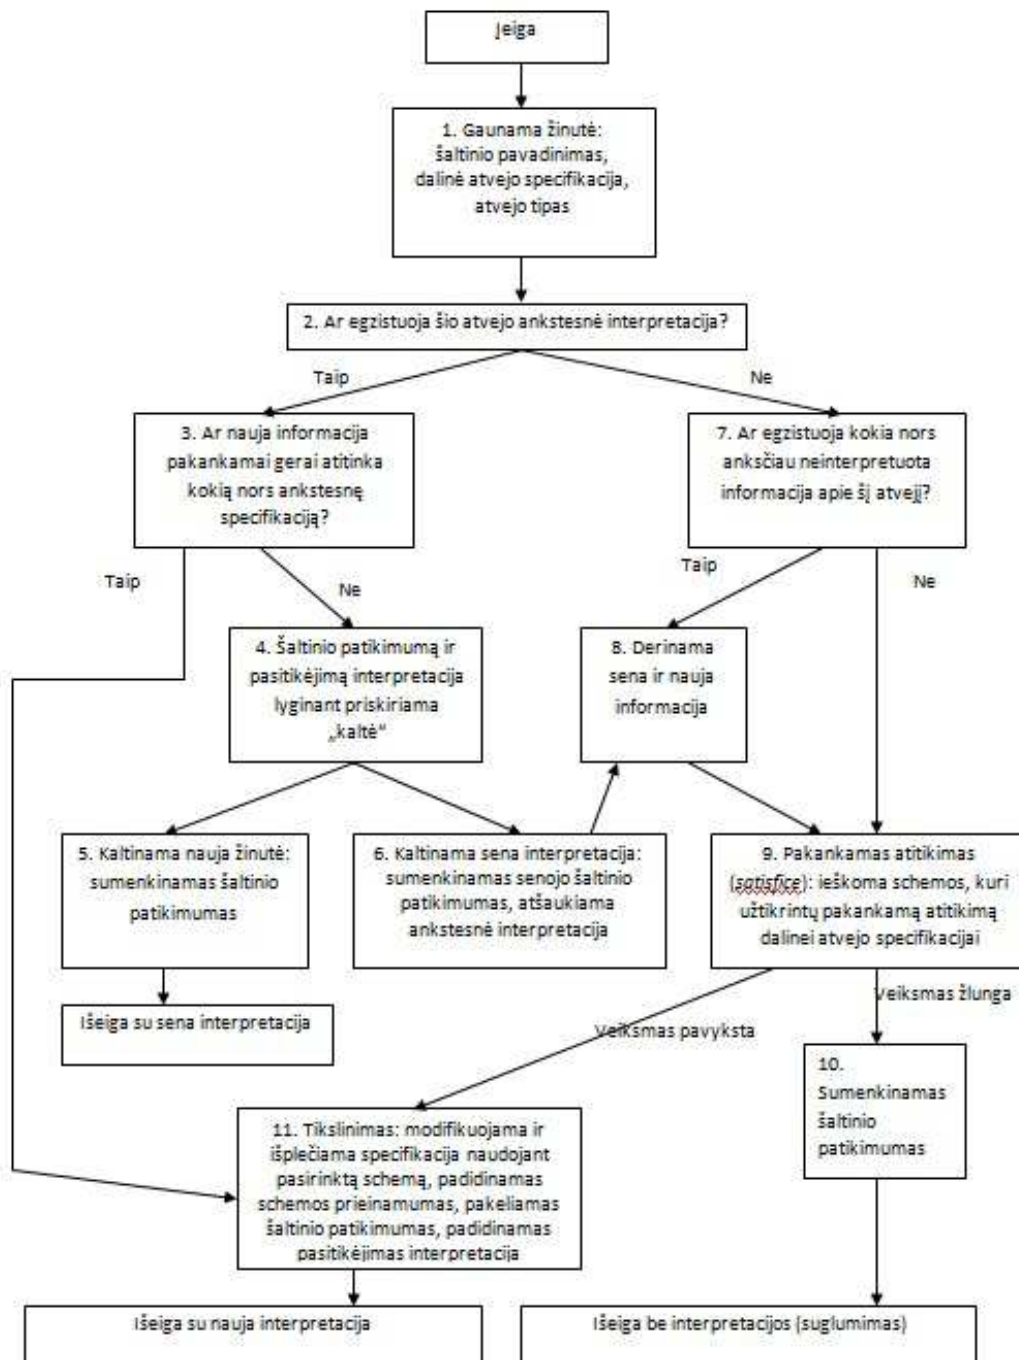 Įeiga
1. Gaunama žinutė:
šaltinio pavadinimas,
dalinė atvejo specifikacija,
atvejo tipas
2. Ar egzistuoja šio atvejo ankstesnė interpretacija?
Taip
Ne
3. Ar nauja informacija
pakankamai gerai atitinka
kokią nors ankstesnę
specifikaciją?
7. Ar egzistuoja kokia nors
anksčiau neinterpretuota
informacija apie šį atvejį?
Taip
Ne
Taip
Ne
4. Šaltinio patikimumą ir
pasitikėjimą interpretacija
lyginant priskiriama
„kaltė“
8. Derinama
sena ir nauja
informacija
5. Kaltinama nauja žinutė:
sumenkinamas šaltinio
patikimumas
6. Kaltinama sena interpretacija:
sumenkinamas senojo šaltinio
patikimumas, atšaukiama
ankstesnė interpretacija
9. Pakankamas atitikimas
(satisfice): ieškoma schemos, kuri
užtikrintų pakankamą atitikimą
dalinei atvejo specifikacijai
Išeiga su sena interpretacija
Veiksmas pavyksta
Veiksmas žlunga
10.
Sumenkinamas
šaltinio
patikimumas
11. Tikslinimas: modifikuojama ir
išplečiama specifikacija naudojant
pasirinktą schemą, padidinamas
schemos prieinamumas, pakeliamas
šaltinio patikimumas, padidinamas
pasitikėjimas interpretacija
Išeiga su nauja interpretacija
Išeiga be interpretacijos (suglumimas)